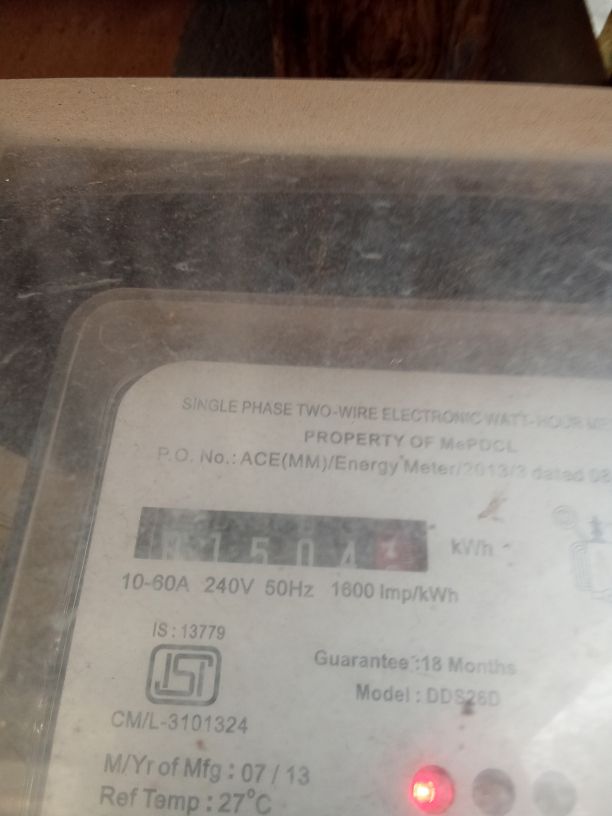 SINGLE PHASE TWO-WIRE ELECTRONIC WATT-HOUR
PROPERTY OF MePDCL
P.O. No.: ACE(MM)/Energy Meter/2013/3 dated 08
1504
kWh
10-60A 240V 50Hz 1600 Imp/kWh
IS : 13779
ISI
Guarantee :18 Months
Model : DDS28D
CM/L-3101324
M/Yr of Mfg : 07 / 13
Ref Temp : 27°C